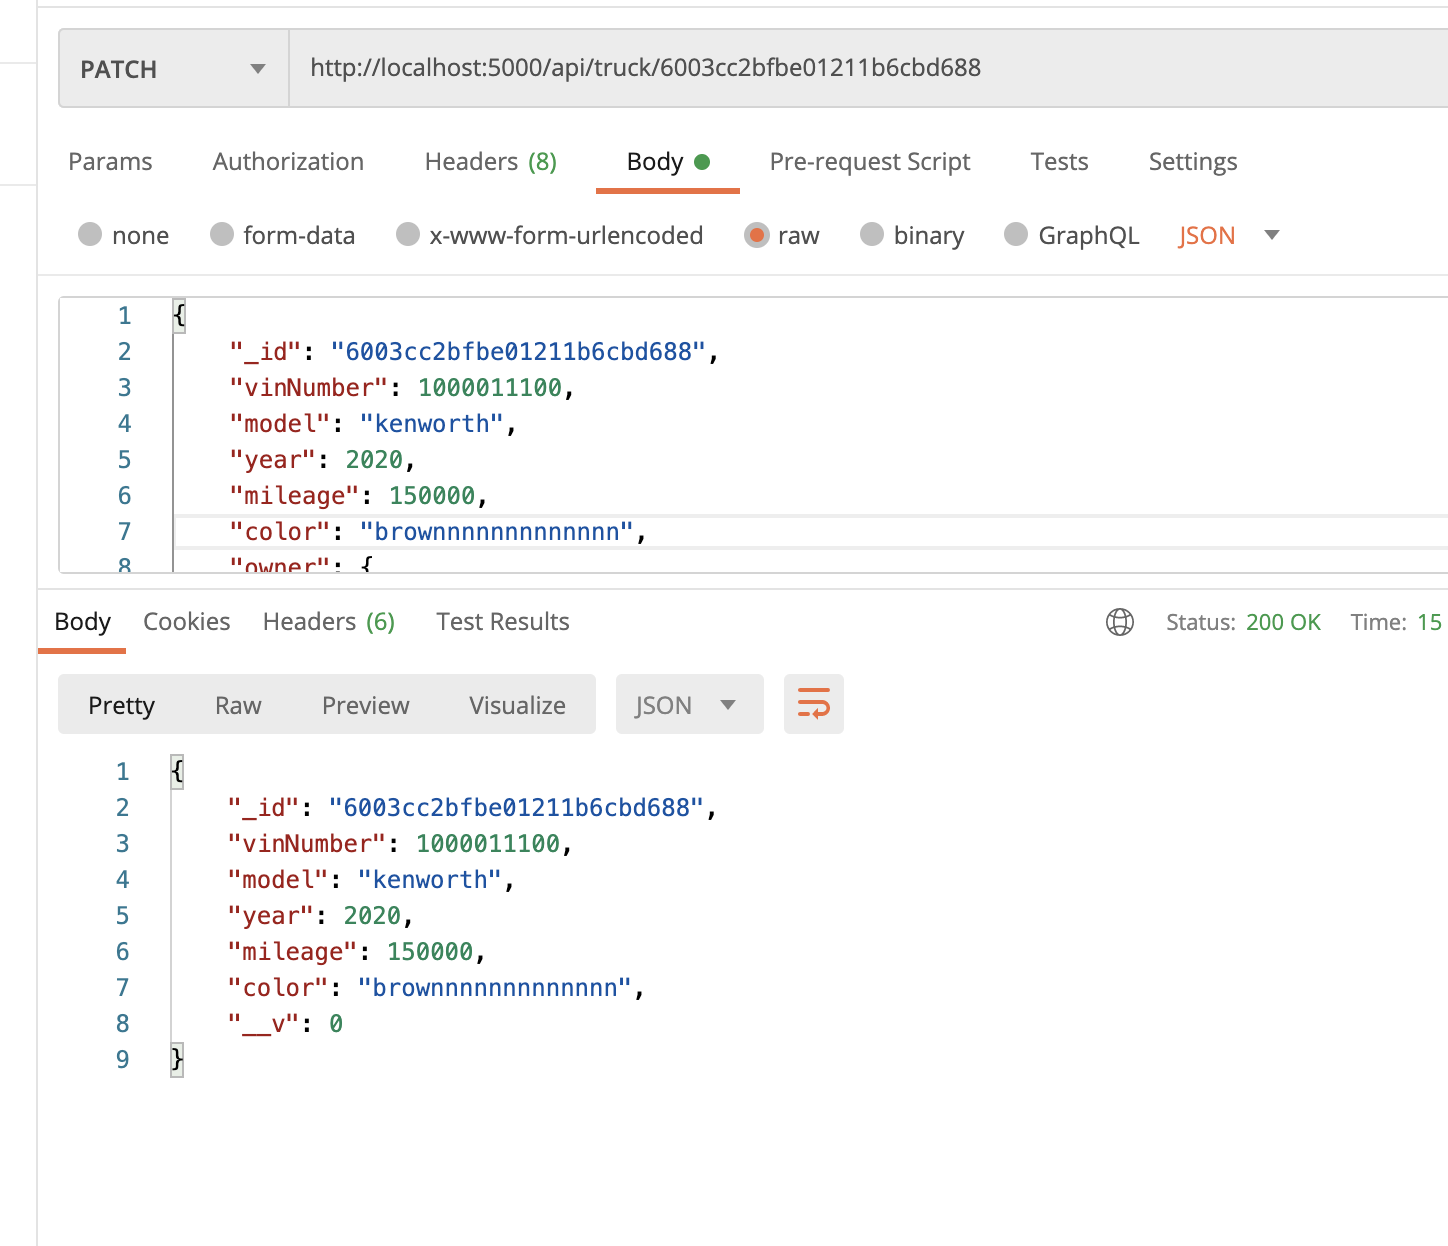 PATCH http://localhost:5000/api/truck/6003cc2bfbe01211b6cbd688
Params Authorization Headers (8) Body Pre-request Script Tests Settings
none form-data x-www-form-urlencoded raw binary GraphQL JSON
1 {
2 "_id": "6003cc2bfbe01211b6cbd688",
3 "vinNumber": 1000011100,
4 "model": "kenworth",
5 "year": 2020,
6 "mileage": 150000,
7 "color": "brownnnnnnnnnnnnn",
8 "owner": {
Body Cookies Headers (6) Test Results Status: 200 OK Time: 15
Pretty Raw Preview Visualize JSON
1 {
2 "_id": "6003cc2bfbe01211b6cbd688",
3 "vinNumber": 1000011100,
4 "model": "kenworth",
5 "year": 2020,
6 "mileage": 150000,
7 "color": "brownnnnnnnnnnnnn",
8 "__v": 0
9 }